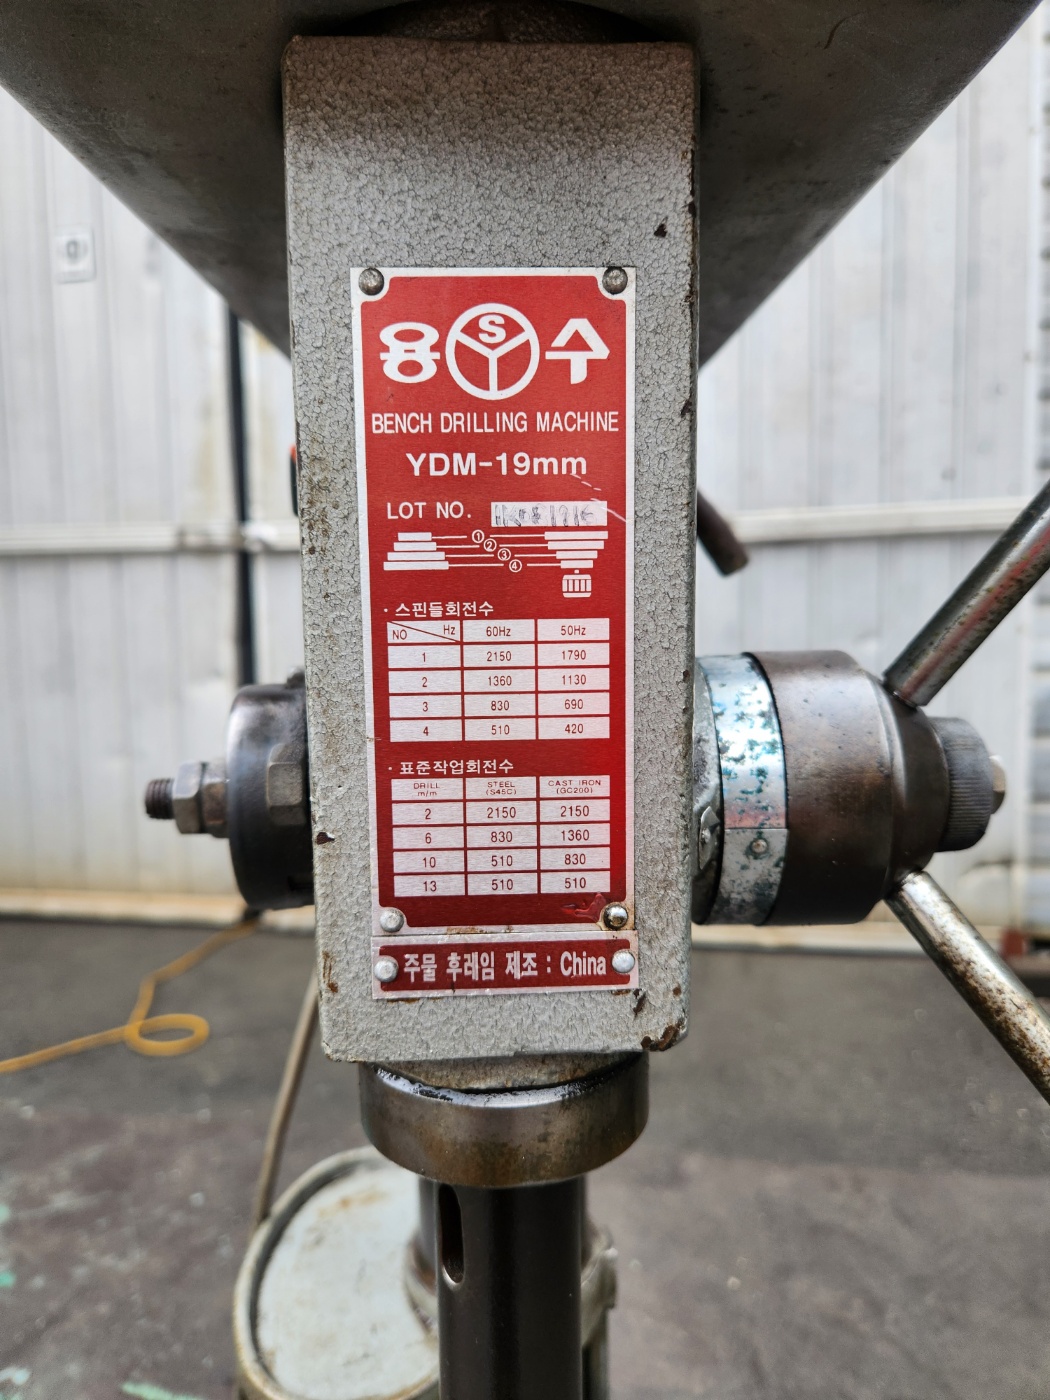 용 SY 수
BENCH DRILLING MACHINE
YDM-19mm
LOT NO.
①
②
③
④
· 스핀들회전수
NO Hz 60Hz 50Hz
1 2150 1790
2 1360 1130
3 830 690
4 510 420
· 표준작업회전수
DRILL m/m STEEL (S45C) CAST IRON (GC200)
2 2150 2150
6 830 1360
10 510 830
13 510 510
주물 후레임 제조 : China